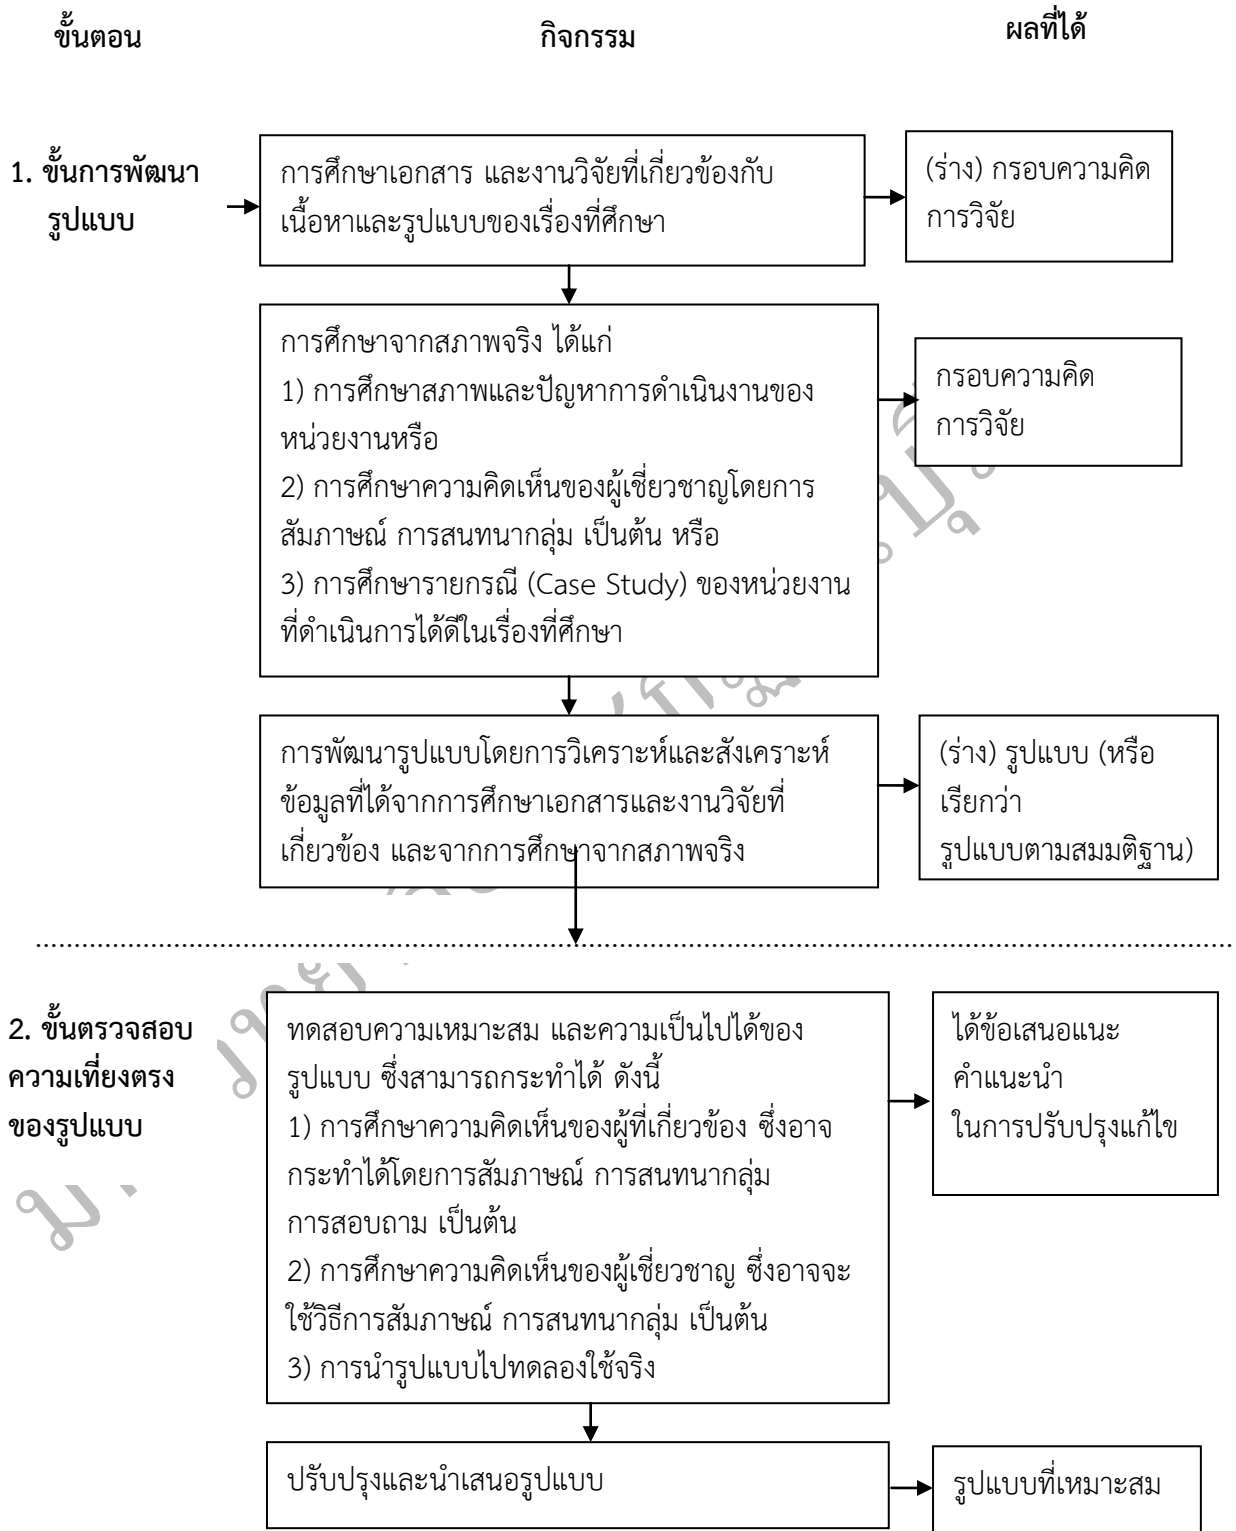 ขั้นตอน
กิจกรรม
ผลที่ได้
1. ขั้นการพัฒนา
รูปแบบ
การศึกษาเอกสาร และงานวิจัยที่เกี่ยวข้องกับ
เนื้อหาและรูปแบบของเรื่องที่ศึกษา
(ร่าง) กรอบความคิด
การวิจัย
การศึกษาจากสภาพจริง ได้แก่
1) การศึกษาสภาพและปัญหาการดำเนินงานของ
หน่วยงานหรือ
2) การศึกษาความคิดเห็นของผู้เชี่ยวชาญโดยการ
สัมภาษณ์ การสนทนากลุ่ม เป็นต้น หรือ
3) การศึกษารายกรณี (Case Study) ของหน่วยงาน
ที่ดำเนินการได้ดีในเรื่องที่ศึกษา
กรอบความคิด
การวิจัย
การพัฒนารูปแบบโดยการวิเคราะห์และสังเคราะห์
ข้อมูลที่ได้จากการศึกษาเอกสารและงานวิจัยที่
เกี่ยวข้อง และจากการศึกษาจากสภาพจริง
(ร่าง) รูปแบบ (หรือ
เรียกว่า
รูปแบบตามสมมติฐาน)
2. ขั้นตรวจสอบ
ความเที่ยงตรง
ของรูปแบบ
ทดสอบความเหมาะสม และความเป็นไปได้ของ
รูปแบบ ซึ่งสามารถกระทำได้ ดังนี้
1) การศึกษาความคิดเห็นของผู้ที่เกี่ยวข้อง ซึ่งอาจ
กระทำได้โดยการสัมภาษณ์ การสนทนากลุ่ม
การสอบถาม เป็นต้น
2) การศึกษาความคิดเห็นของผู้เชี่ยวชาญ ซึ่งอาจจะ
ใช้วิธีการสัมภาษณ์ การสนทนากลุ่ม เป็นต้น
3) การนำรูปแบบไปทดลองใช้จริง
ได้ข้อเสนอแนะ
คำแนะนำ
ในการปรับปรุงแก้ไข
ปรับปรุงและนำเสนอรูปแบบ
รูปแบบที่เหมาะสม